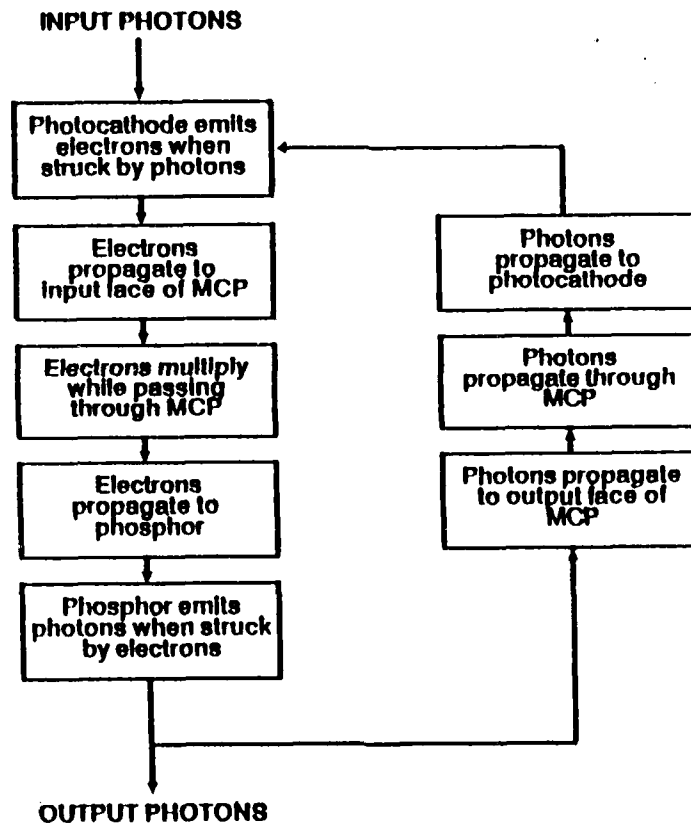 INPUT PHOTONS
Photocathode emits
electrons when
struck by photons
Electrons
propagate to
input face of MCP
Electrons multiply
while passing
through MCP
Electrons
propagate to
phosphor
Phosphor emits
photons when struck
by electrons
OUTPUT PHOTONS
Photons propagate
to output face of
MCP
Photons
propagate through
MCP
Photons
propagate to
photocathode